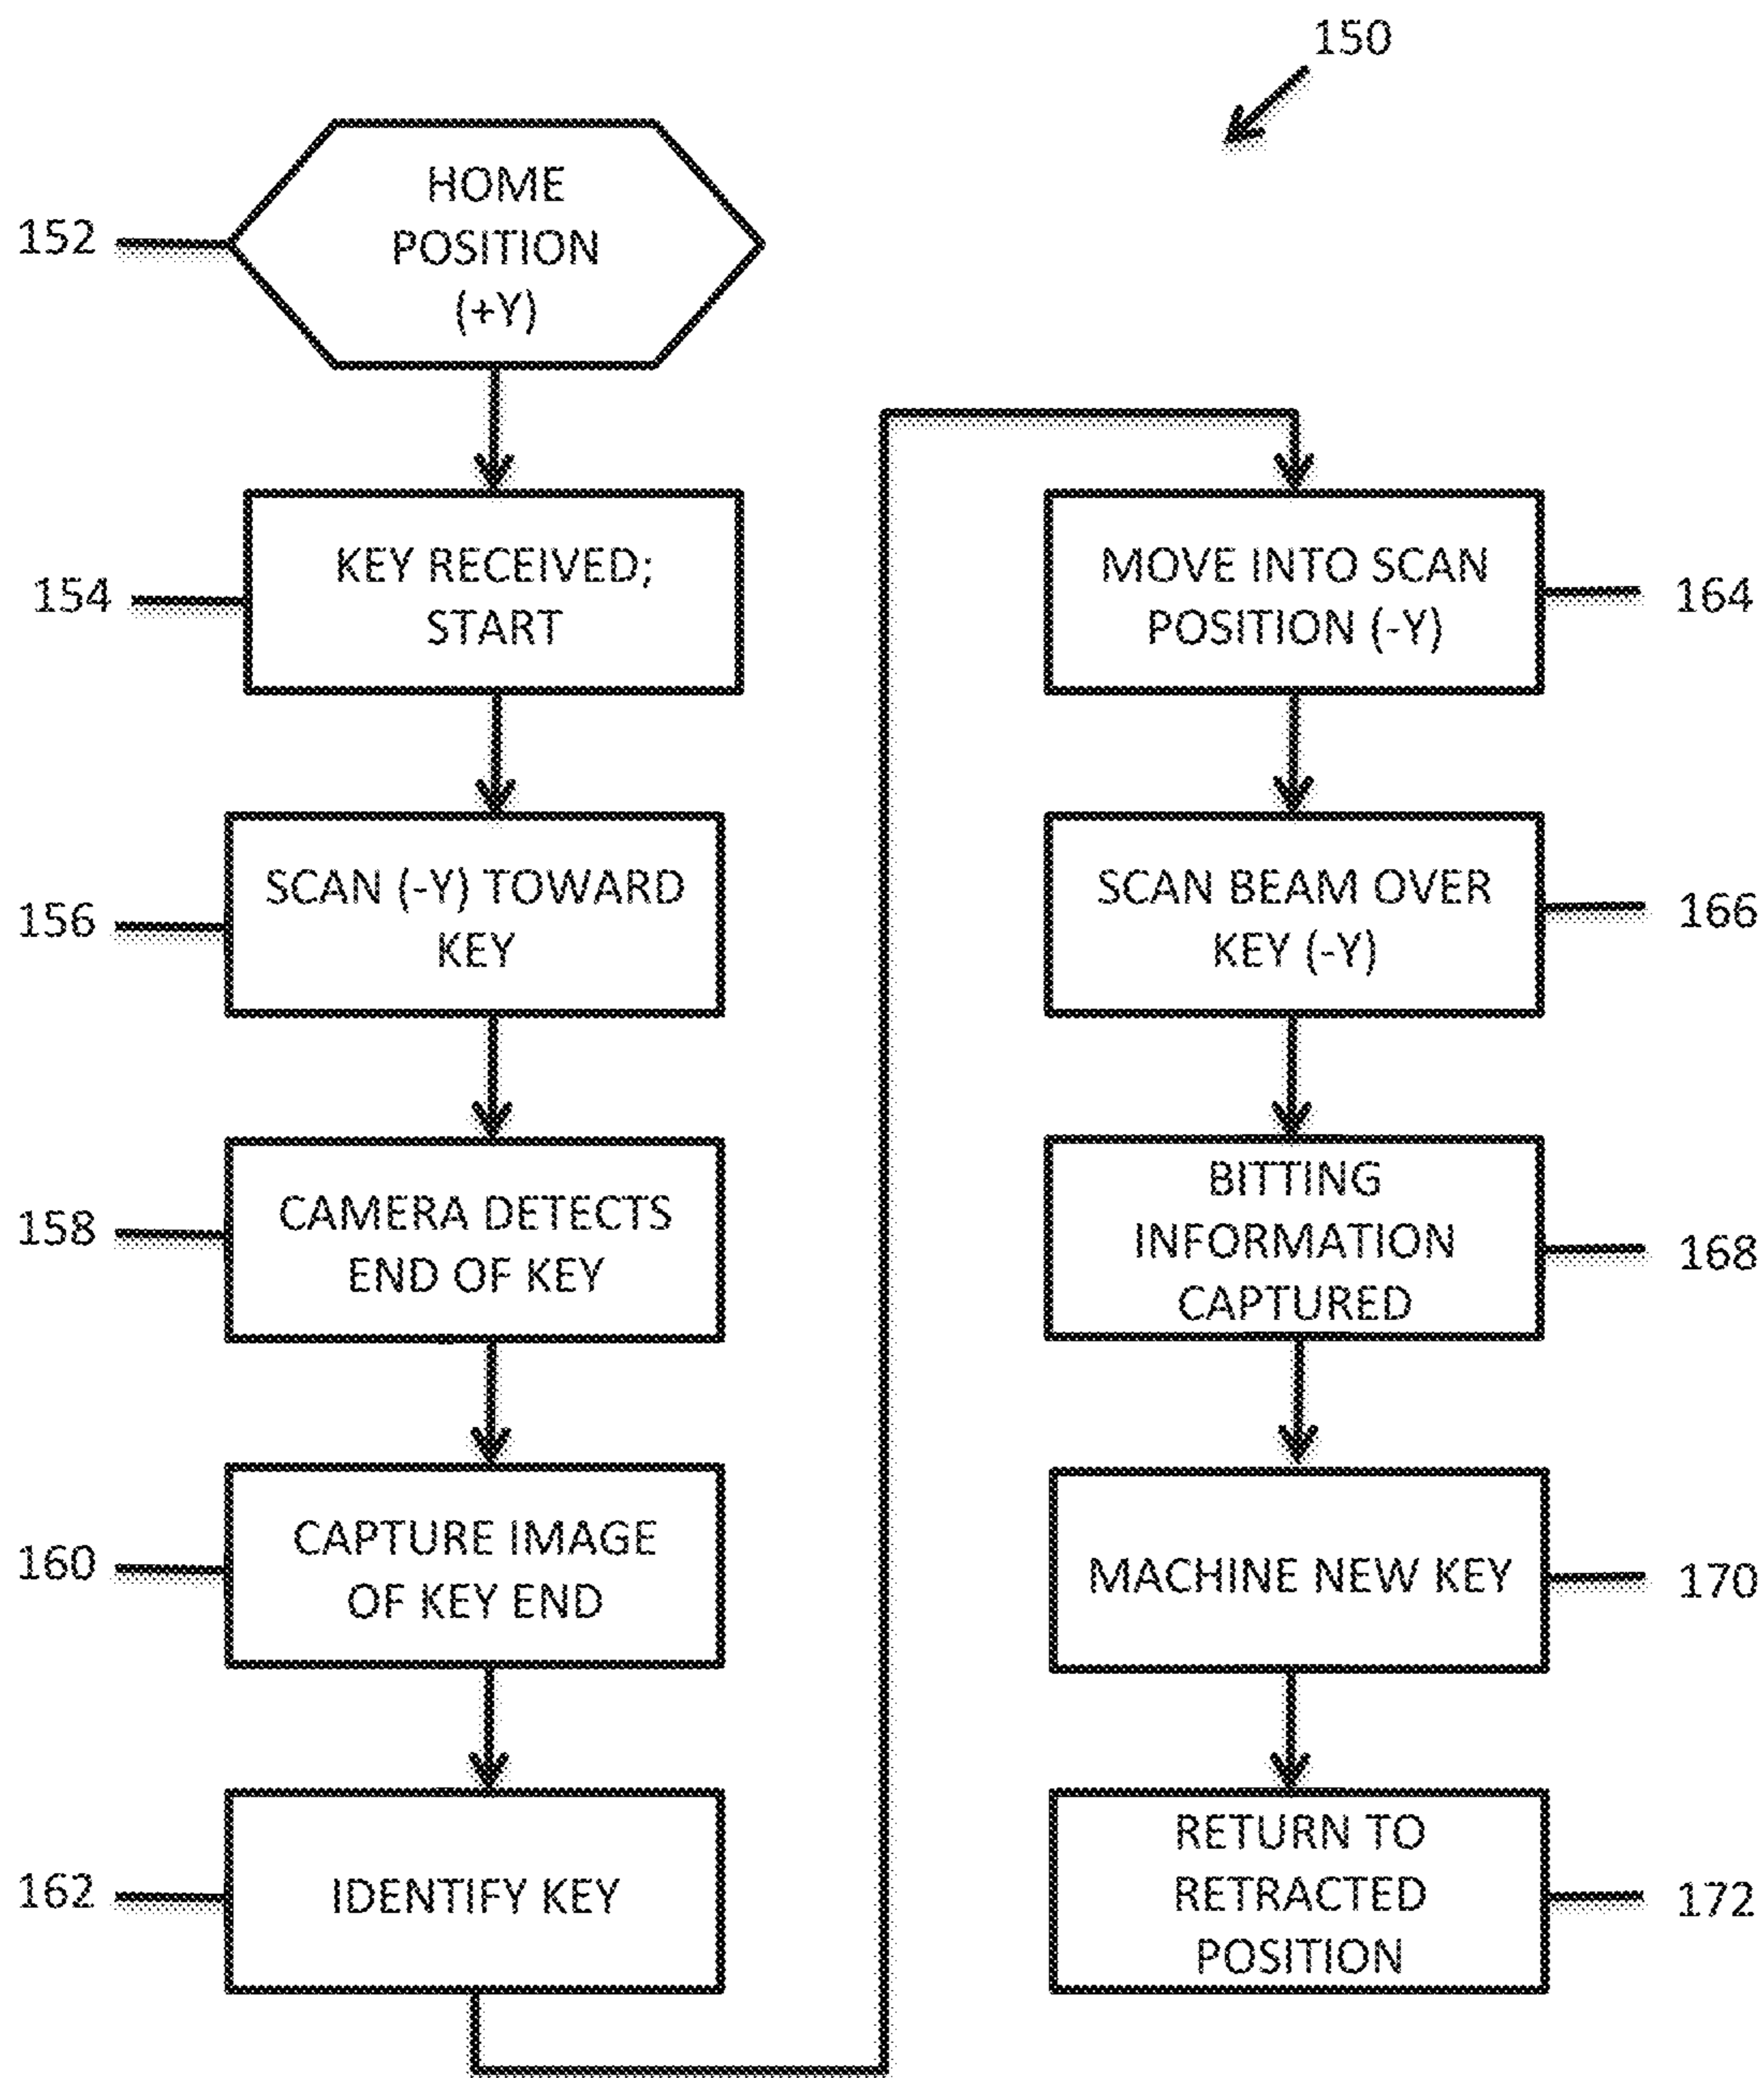 150
152
HOME
POSITION
(+Y)
154
KEY RECEIVED;
START
156
SCAN (-Y) TOWARD
KEY
158
CAMERA DETECTS
END OF KEY
160
CAPTURE IMAGE
OF KEY END
162
IDENTIFY KEY
MOVE INTO SCAN
POSITION (-Y)
164
SCAN BEAM OVER
KEY (-Y)
166
BITTING
INFORMATION
CAPTURED
168
MACHINE NEW KEY
170
RETURN TO
RETRACTED
POSITION
172